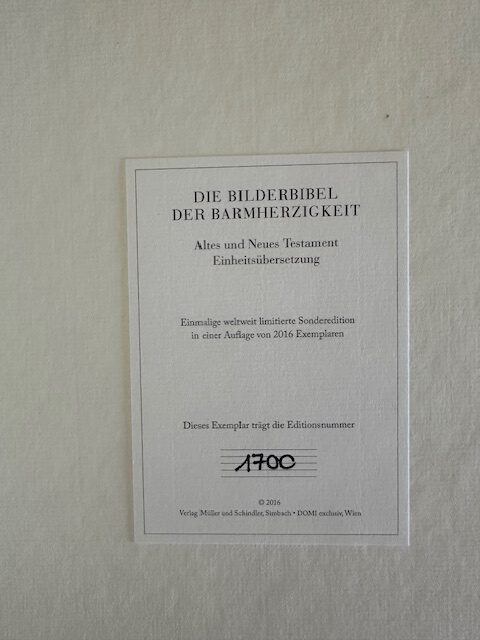 DIE BILDERBIBEL
DER BARMHERZIGKEIT
Altes und Neues Testament
Einheitsübersetzung
Einmalige weltweit limitierte Sonderedition
in einer Auflage von 2016 Exemplaren
Dieses Exemplar trägt die Editionsnummer
1700
© 2016
Verlag Müller und Schindler, Simbach • DOMI exclusiv, Wien